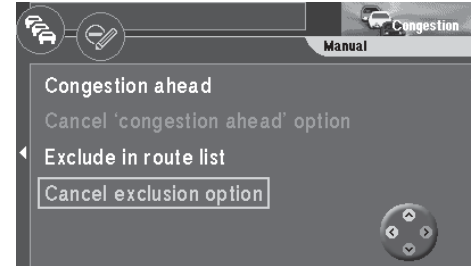 Congestion
Manual
Congestion ahead
Cancel 'congestion ahead' option
Exclude in route list
Cancel exclusion option